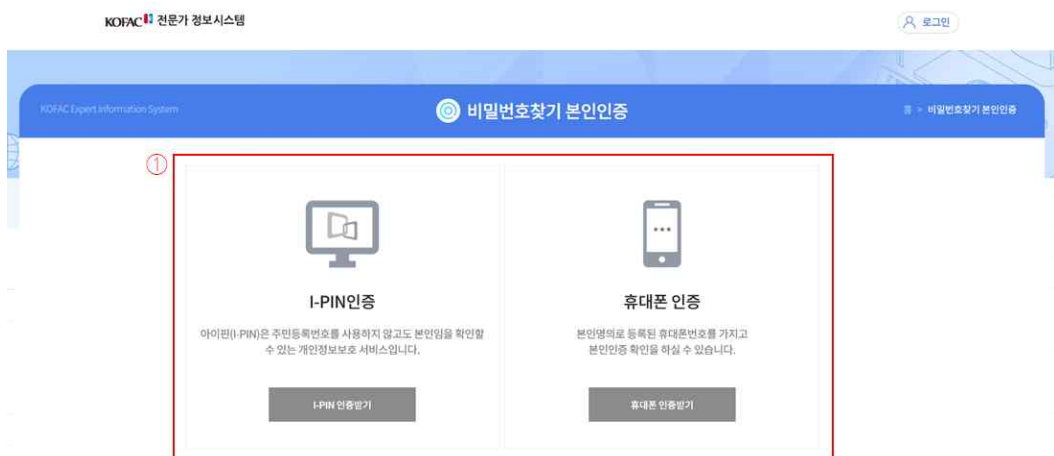 KOFAC 전문가 정보시스템
로그인
KOFAC Expert Information System
비밀번호찾기 본인인증
홈 > 비밀번호찾기 본인인증
①
I-PIN인증
아이핀(I-PIN)은 주민등록번호를 사용하지 않고도 본인임을 확인할
수 있는 개인정보보호 서비스입니다.
I-PIN 인증받기
휴대폰 인증
본인명의로 등록된 휴대폰번호를 가지고
본인인증 확인을 하실 수 있습니다.
휴대폰 인증받기